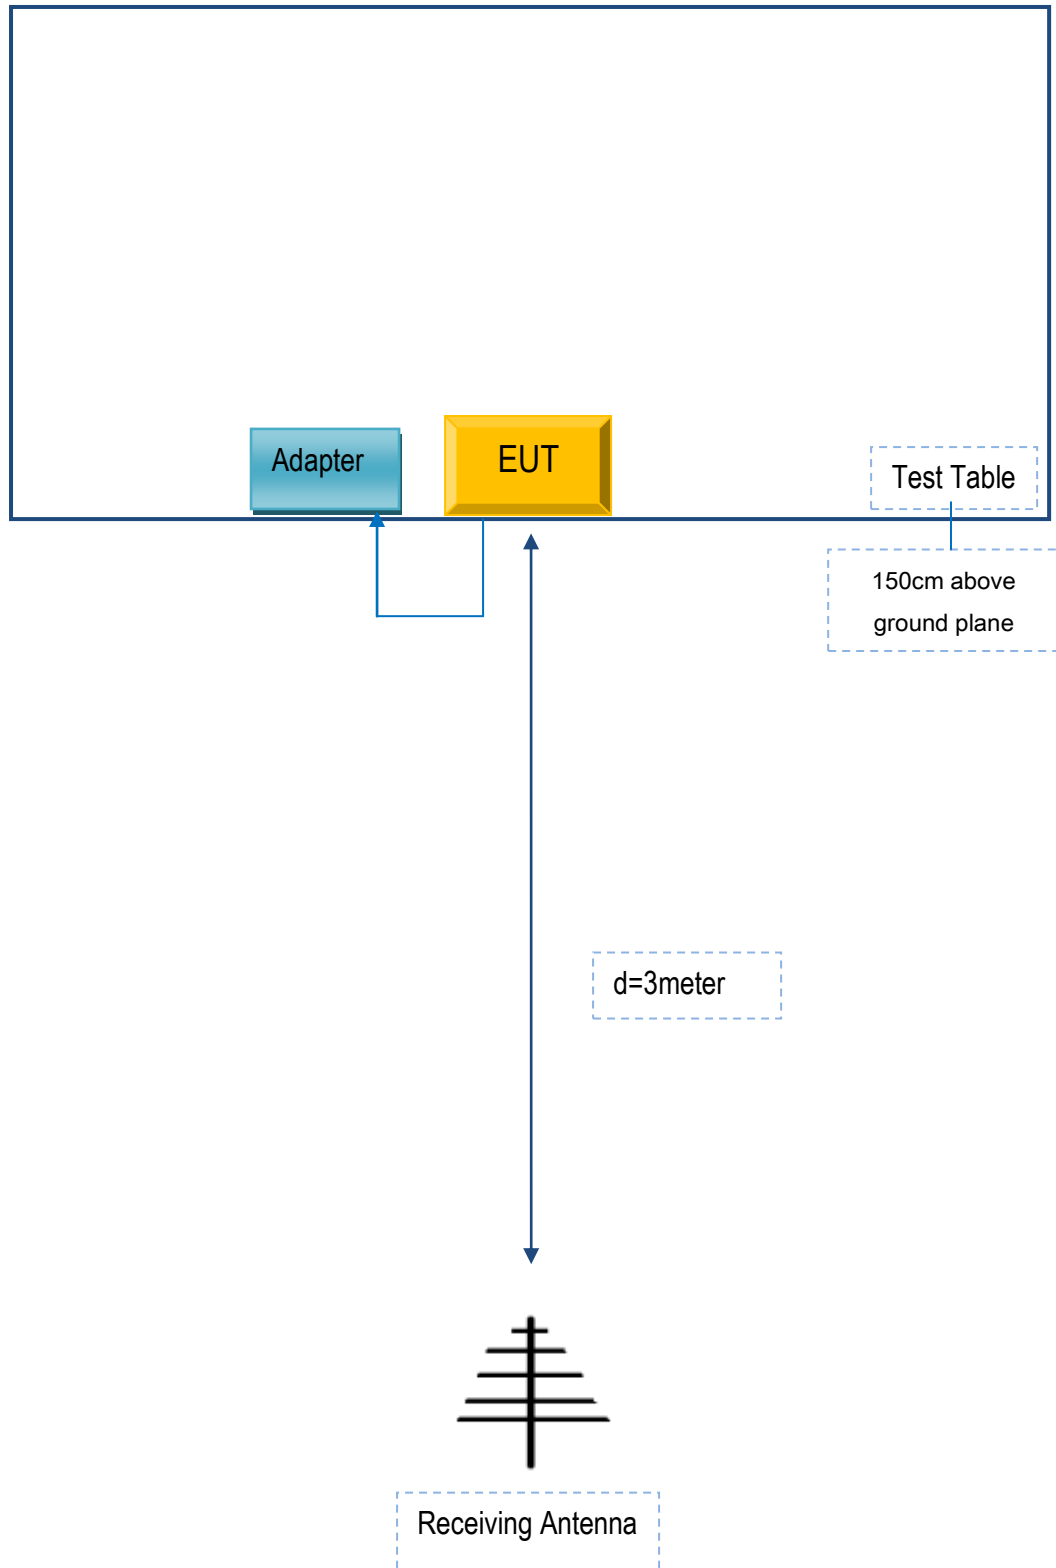 Adapter
EUT
Test Table
150cm above
ground plane
d=3meter
Receiving Antenna